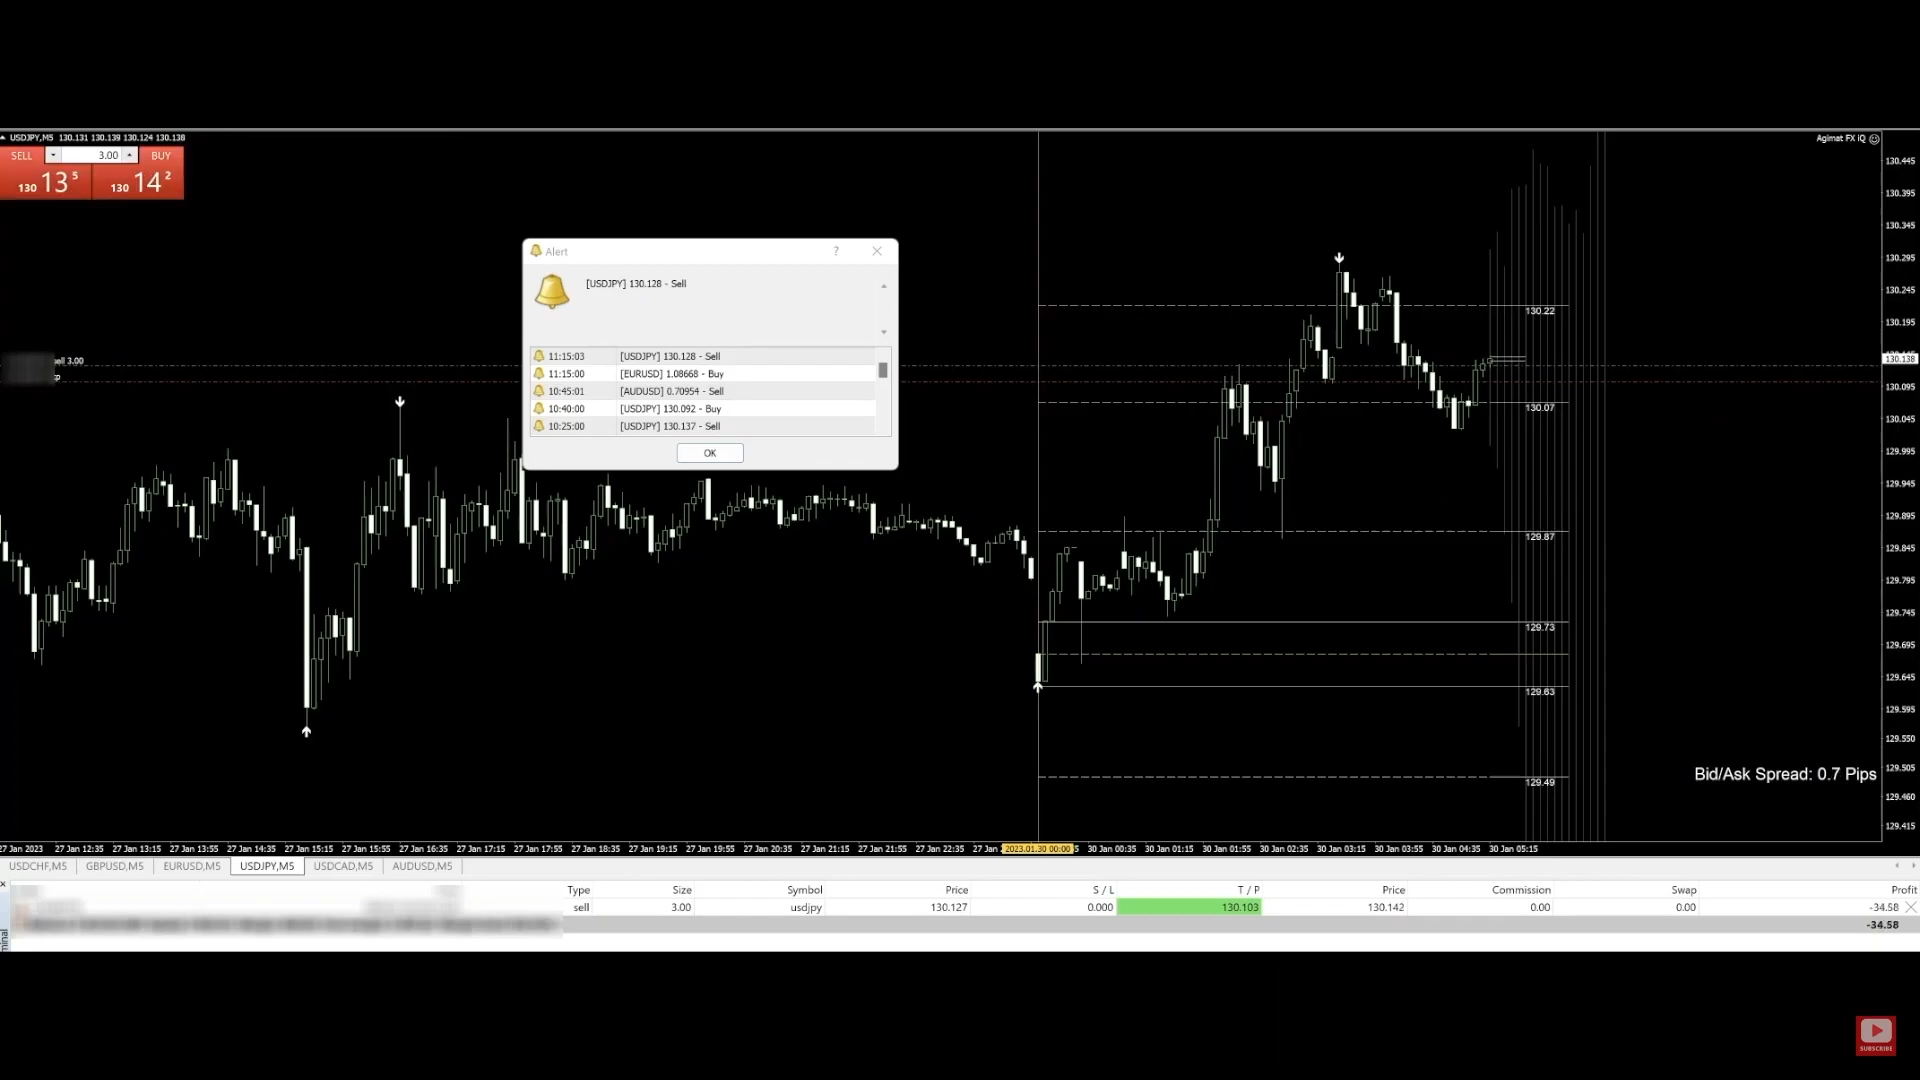 USDJPY,M5 130.131 130.139 130.124 130.138
Agimat FX iQ
SELL 3.00 BUY
130 13 5 130 14 2
130.445
130.395
130.345
130.295
130.245
130.195
130.138
130.095
130.045
129.995
129.945
129.895
129.845
129.795
129.745
129.695
129.645
129.595
129.550
129.505
129.460
129.415
Alert ?
[USDJPY] 130.128 - Sell
11:15:03 [USDJPY] 130.128 - Sell
11:15:00 [EURUSD] 1.08668 - Buy
10:45:01 [AUDUSD] 0.70954 - Sell
10:40:00 [USDJPY] 130.092 - Buy
10:25:00 [USDJPY] 130.137 - Sell
OK
sell 3.00
130.22
130.07
129.87
129.73
129.63
129.49
Bid/Ask Spread: 0.7 Pips
27 Jan 2023 27 Jan 12:35 27 Jan 13:15 27 Jan 13:55 27 Jan 14:35 27 Jan 15:15 27 Jan 15:55 27 Jan 16:35 27 Jan 17:15 27 Jan 17:55 27 Jan 18:35 27 Jan 19:15 27 Jan 19:55 27 Jan 20:35 27 Jan 21:15 27 Jan 21:55 27 Jan 22:35 27 Jan 2023.01.30 00:00 30 Jan 00:35 30 Jan 01:15 30 Jan 01:55 30 Jan 02:35 30 Jan 03:15 30 Jan 03:55 30 Jan 04:35 30 Jan 05:15
USDCHF,M5 GBPUSD,M5 EURUSD,M5 USDJPY,M5 USDCAD,M5 AUDUSD,M5
Type Size Symbol Price S / L T / P Price Commission Swap Profit
sell 3.00 usdjpy 130.127 0.000 130.103 130.142 0.00 0.00 -34.58
-34.58
SUBSCRIBE